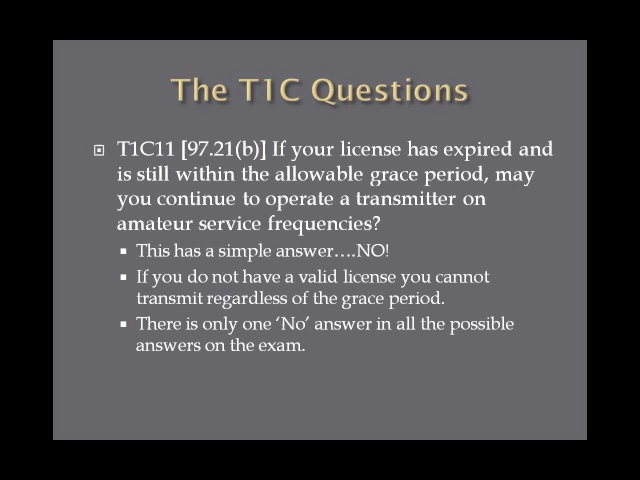 The T1C Questions
T1C11 [97.21(b)] If your license has expired and
is still within the allowable grace period, may
you continue to operate a transmitter on
amateur service frequencies?
This has a simple answer….NO!
If you do not have a valid license you cannot
transmit regardless of the grace period.
There is only one ‘No’ answer in all the possible
answers on the exam.